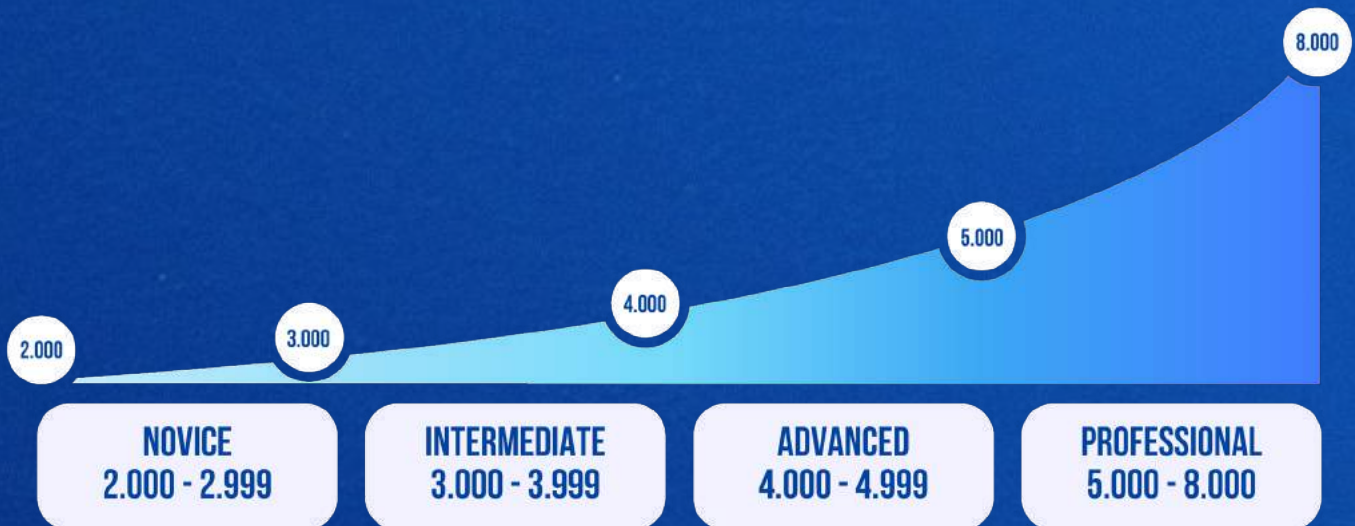 8.000
5.000
4.000
3.000
2.000
NOVICE
2.000 - 2.999
INTERMEDIATE
3.000 - 3.999
ADVANCED
4.000 - 4.999
PROFESSIONAL
5.000 - 8.000